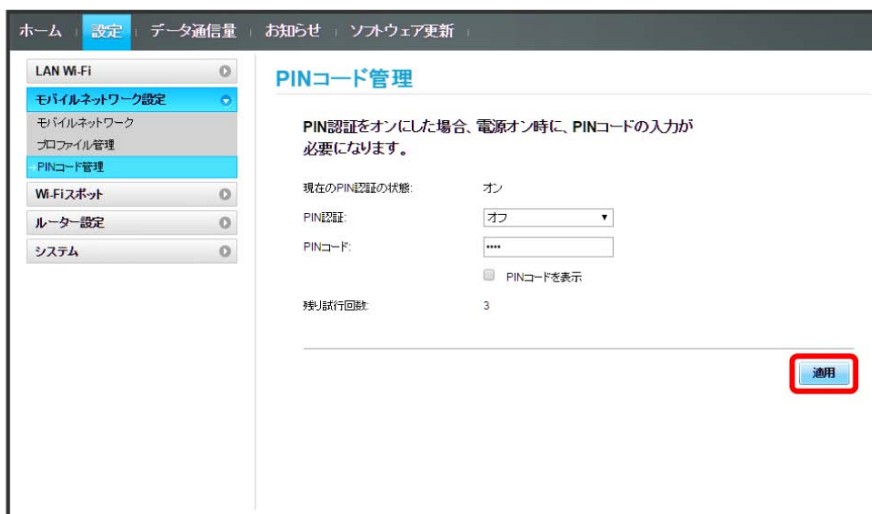 ホーム 設定 データ通信量 お知らせ ソフトウェア更新
LAN Wi-Fi
モバイルネットワーク設定
モバイルネットワーク
プロファイル管理
PINコード管理
Wi-Fiスポット
ルーター設定
システム
PINコード管理
PIN認証をオンにした場合、電源オン時に、PINコードの入力が
必要になります。
現在のPIN認証の状態: オン
PIN認証: オフ
PINコード: ••••
PINコードを表示
残り試行回数: 3
適用